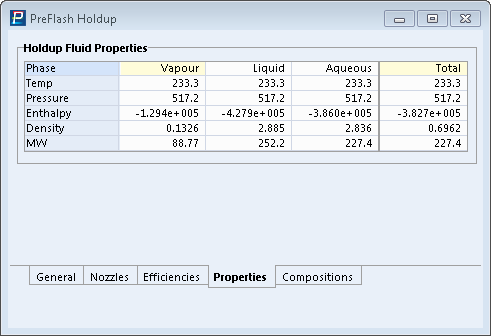 PreFlash Holdup
Holdup Fluid Properties
Phase Vapour Liquid Aqueous Total
Temp 233.3 233.3 233.3 233.3
Pressure 517.2 517.2 517.2 517.2
Enthalpy -1.294e+005 -4.279e+005 -3.860e+005 -3.827e+005
Density 0.1326 2.885 2.836 0.6962
MW 88.77 252.2 227.4 227.4
General Nozzles Efficiencies Properties Compositions